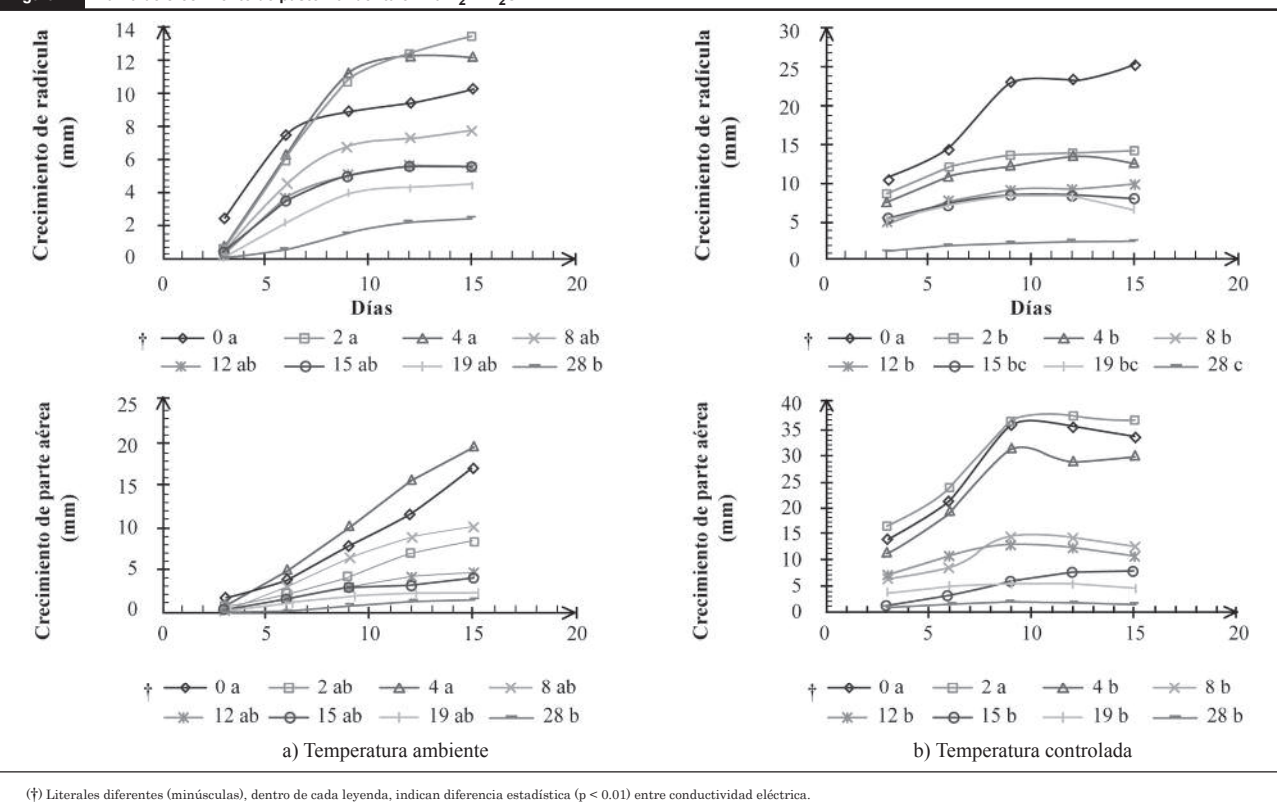 Crecimiento de radícula
(mm)
14
12
10
8
6
4
2
0
0 5 10 15 20
Días
† 0 a 2 a 4 a 8 ab
12 ab 15 ab 19 ab 28 b
Crecimiento de radícula
(mm)
30
25
20
15
10
5
0
0 5 10 15 20
Días
† 0 a 2 b 4 b 8 b
12 b 15 bc 19 bc 28 c
Crecimiento de parte aérea
(mm)
25
20
15
10
5
0
0 5 10 15 20
† 0 a 2 ab 4 a 8 ab
12 ab 15 ab 19 ab 28 b
a) Temperatura ambiente
Crecimiento de parte aérea
(mm)
40
35
30
25
20
15
10
5
0
0 5 10 15 20
† 0 a 2 a 4 b 8 b
12 b 15 b 19 b 28 b
b) Temperatura controlada
(†) Literales diferentes (minúsculas), dentro de cada leyenda, indican diferencia estadística (p < 0.01) entre conductividad eléctrica.